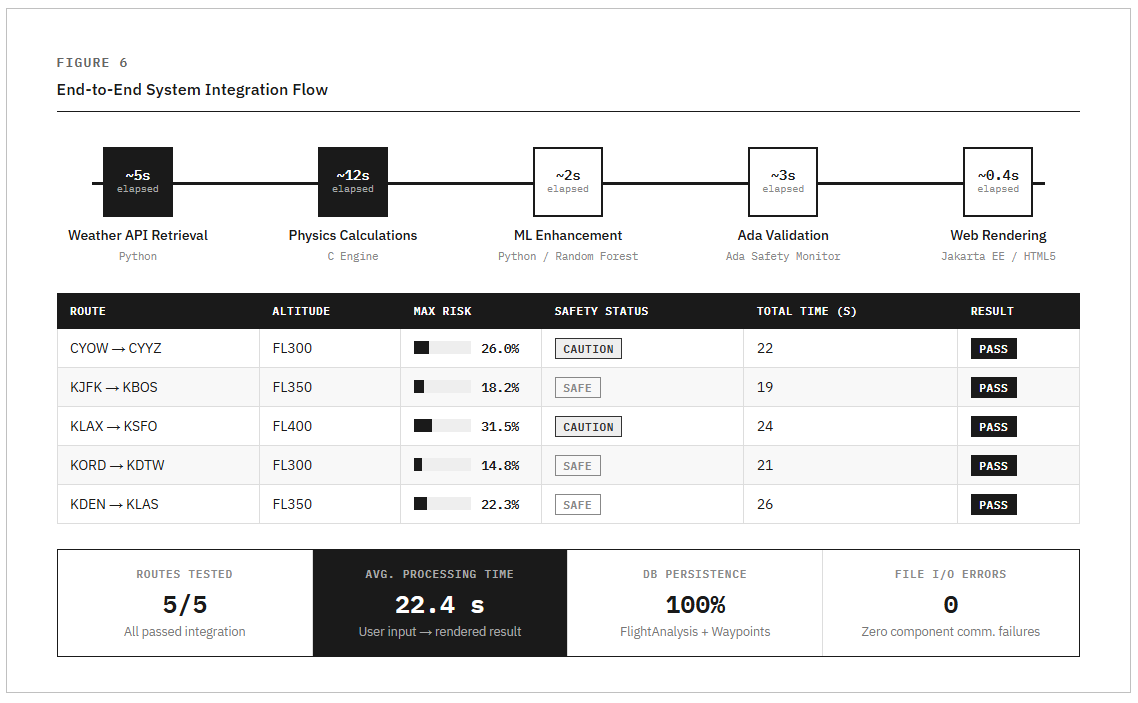 FIGURE 6
End-to-End System Integration Flow
~5s
elapsed
~12s
elapsed
~2s
elapsed
~3s
elapsed
~0.4s
elapsed
Weather API Retrieval
Python
Physics Calculations
C Engine
ML Enhancement
Python / Random Forest
Ada Validation
Ada Safety Monitor
Web Rendering
Jakarta EE / HTML5
ROUTE ALTITUDE MAX RISK SAFETY STATUS TOTAL TIME (S) RESULT
CYOW → CYYZ FL300 26.0% CAUTION 22 PASS
KJFK → KBOS FL350 18.2% SAFE 19 PASS
KLAX → KSFO FL400 31.5% CAUTION 24 PASS
KORD → KDTW FL300 14.8% SAFE 21 PASS
KDEN → KLAS FL350 22.3% SAFE 26 PASS
ROUTES TESTED
5/5
All passed integration
AVG. PROCESSING TIME
22.4 s
User input → rendered result
DB PERSISTENCE
100%
FlightAnalysis + Waypoints
FILE I/O ERRORS
0
Zero component comm. failures